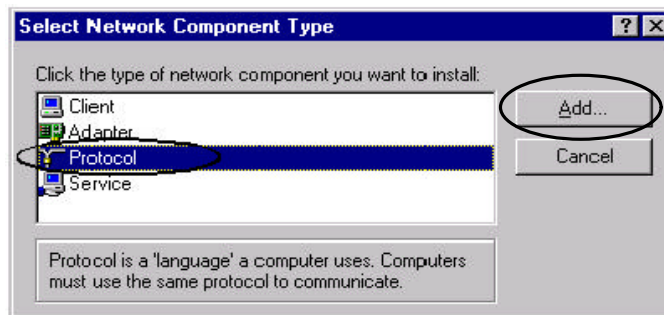 Select Network Component Type
Click the type of network component you want to install:
Client
Adapter
Protocol
Service
Add...
Cancel
Protocol is a 'language' a computer uses. Computers
must use the same protocol to communicate.